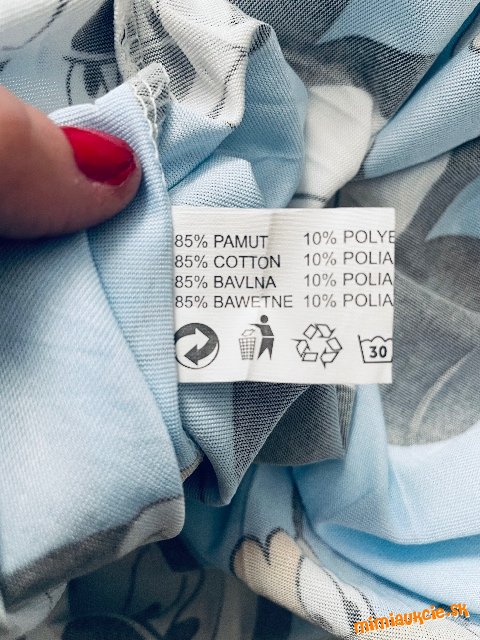 85% PAMUT 10% POLYE
85% COTTON 10% POLIA
85% BAVLNA 10% POLIA
85% BAWETNE 10% POLIA
30
mimiaukcie.sk